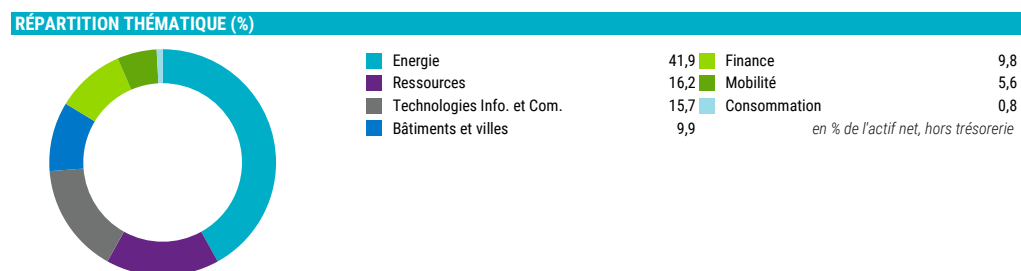 RÉPARTITION THÉMATIQUE (%)
Energie 41,9
Ressources 16,2
Technologies Info. et Com. 15,7
Bâtiments et villes 9,9
Finance 9,8
Mobilité 5,6
Consommation 0,8
en % de l'actif net, hors trésorerie